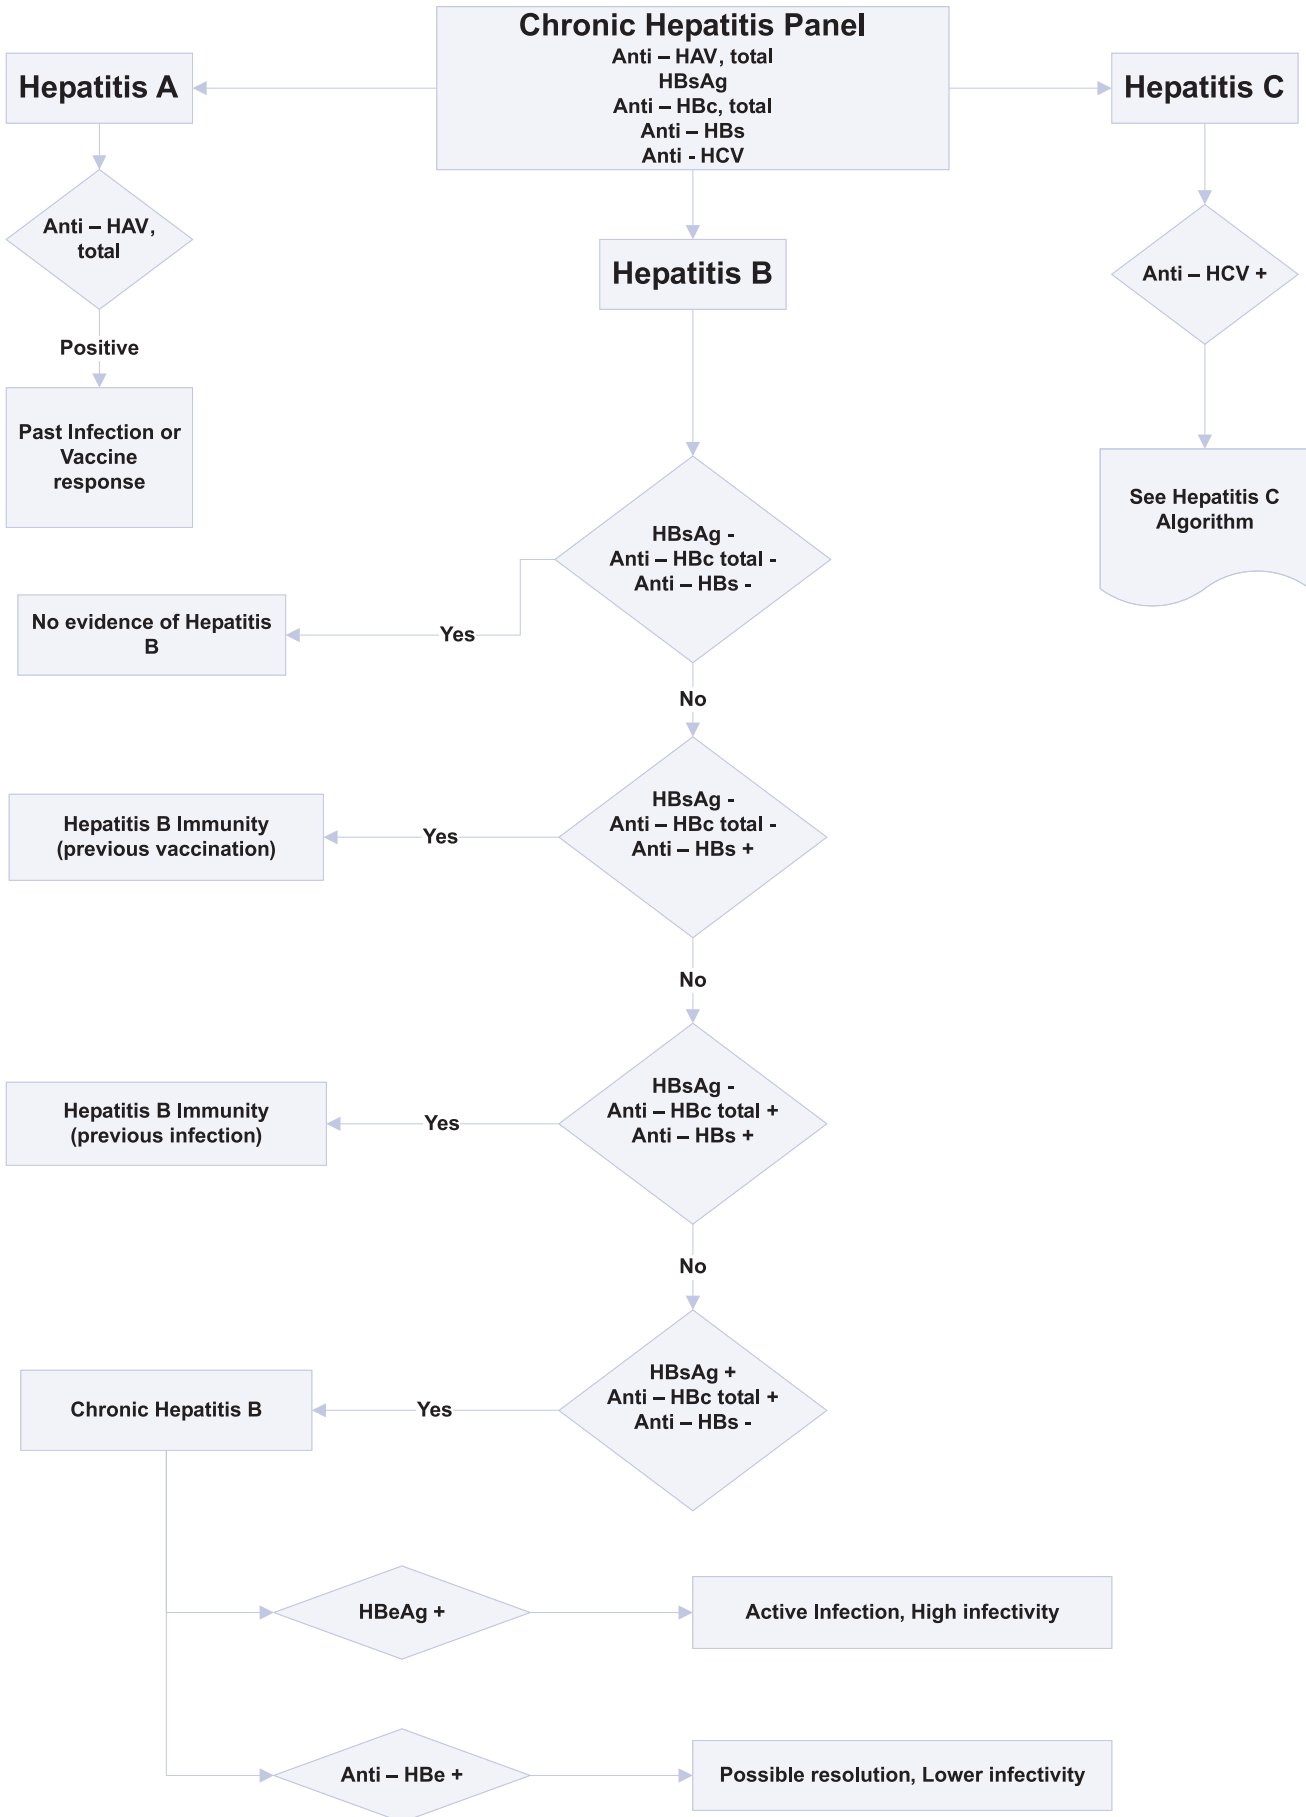 Chronic Hepatitis Panel
Anti – HAV, total
HBsAg
Anti – HBc, total
Anti – HBs
Anti - HCV
Hepatitis A
Hepatitis C
Anti – HAV,
total
Hepatitis B
Anti – HCV +
Positive
Past Infection or
Vaccine
response
See Hepatitis C
Algorithm
HBsAg -
Anti – HBc total -
Anti – HBs -
Yes
No evidence of Hepatitis
B
No
HBsAg -
Anti – HBc total -
Anti – HBs +
Yes
Hepatitis B Immunity
(previous vaccination)
No
HBsAg -
Anti – HBc total +
Anti – HBs +
Yes
Hepatitis B Immunity
(previous infection)
No
HBsAg +
Anti – HBc total +
Anti – HBs -
Yes
Chronic Hepatitis B
HBeAg +
Active Infection, High infectivity
Anti – HBe +
Possible resolution, Lower infectivity